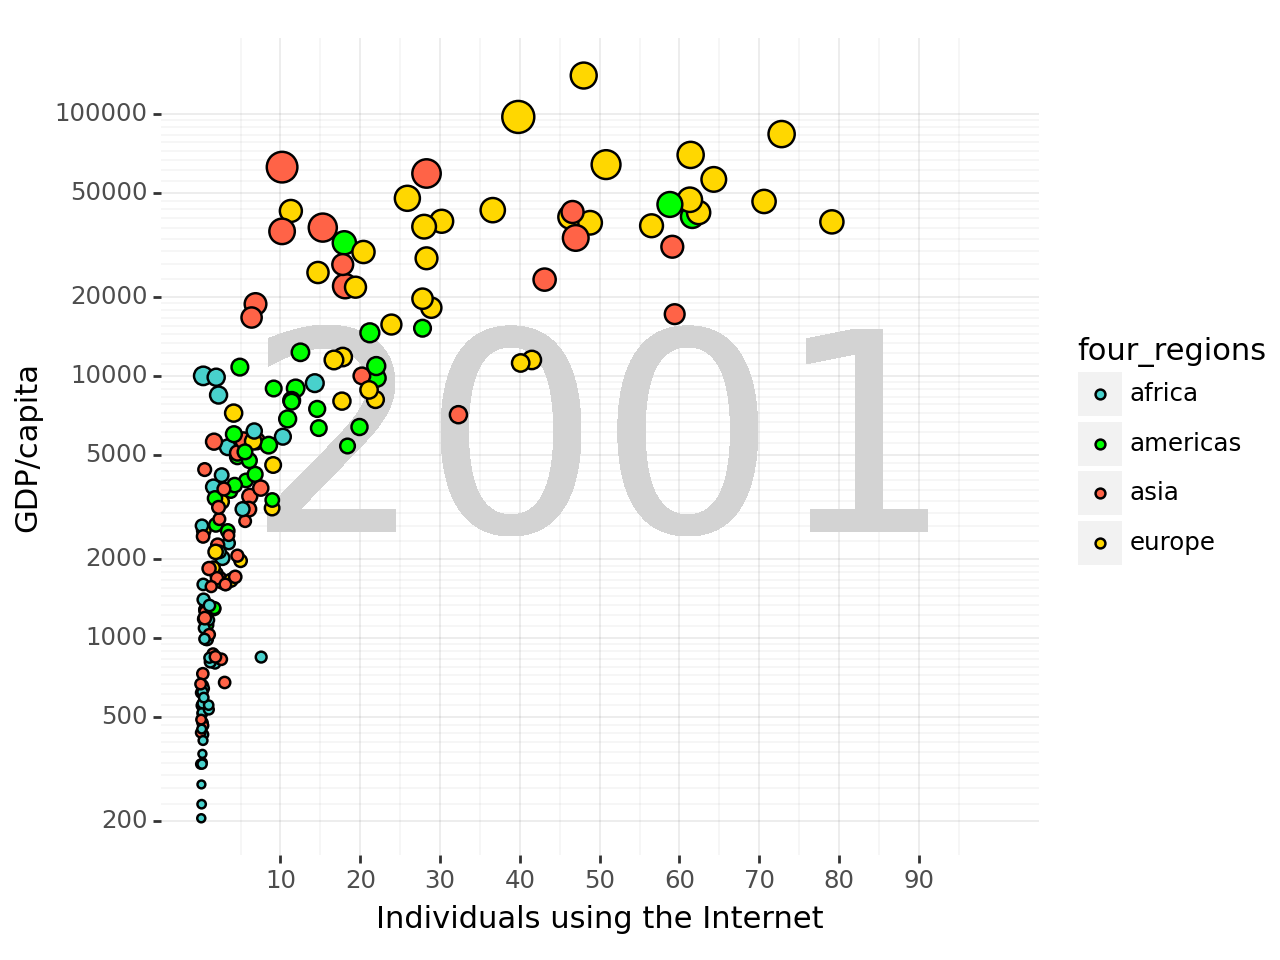 100000
50000
20000
10000
5000
2000
1000
500
200
GDP/capita
2001
10 20 30 40 50 60 70 80 90
Individuals using the Internet
four_regions
africa
americas
asia
europe